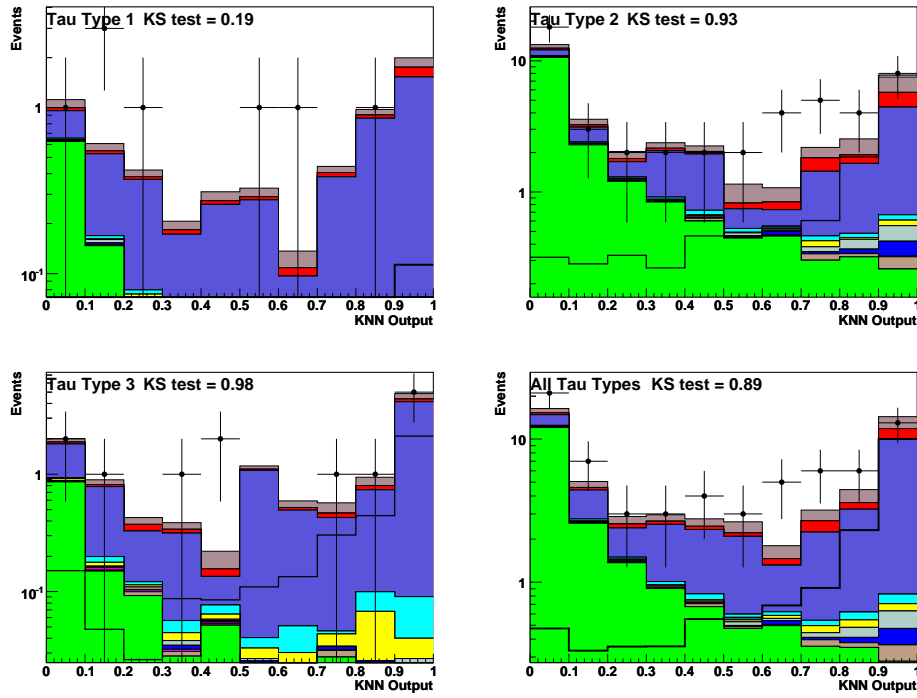 Tau Type 1 KS test = 0.19
Events
1
10-1
0 0.1 0.2 0.3 0.4 0.5 0.6 0.7 0.8 0.9 1
KNN Output
Tau Type 2 KS test = 0.93
Events
10
1
0 0.1 0.2 0.3 0.4 0.5 0.6 0.7 0.8 0.9 1
KNN Output
Tau Type 3 KS test = 0.98
Events
1
10-1
0 0.1 0.2 0.3 0.4 0.5 0.6 0.7 0.8 0.9 1
KNN Output
All Tau Types KS test = 0.89
Events
10
1
0 0.1 0.2 0.3 0.4 0.5 0.6 0.7 0.8 0.9 1
KNN Output